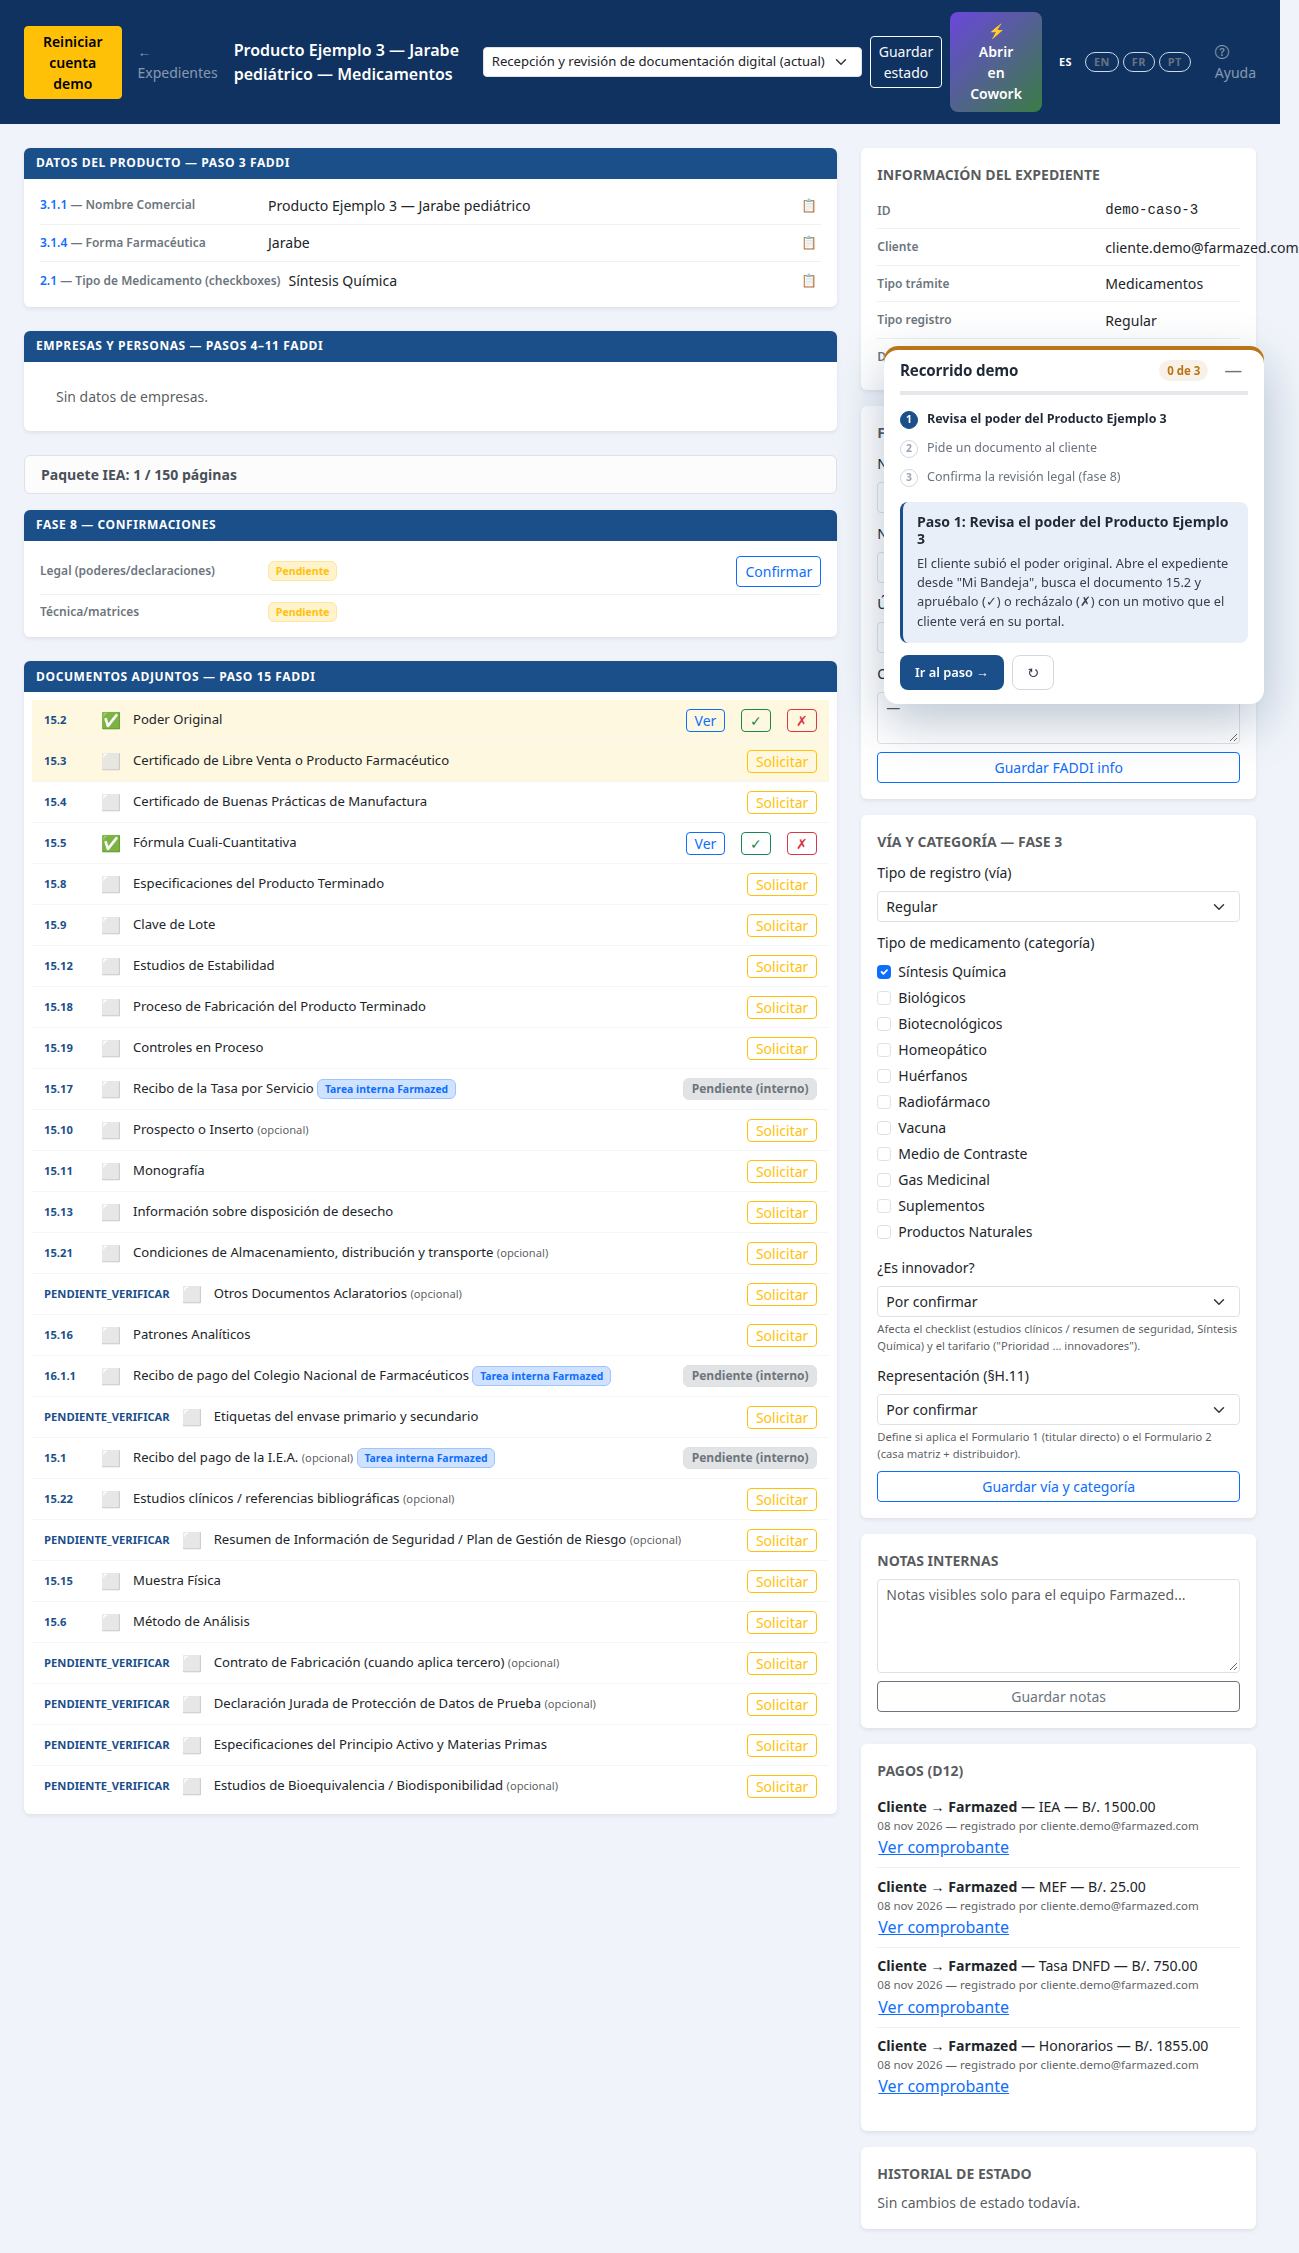 Reiniciar
cuenta
demo
←
Expedientes
Producto Ejemplo 3 — Jarabe
pediátrico — Medicamentos
Recepción y revisión de documentación digital (actual)
Guardar
estado
⚡
Abrir
en
Cowork
ES EN FR PT
Ayuda
DATOS DEL PRODUCTO — PASO 3 FADDI
3.1.1 — Nombre Comercial Producto Ejemplo 3 — Jarabe pediátrico
3.1.4 — Forma Farmacéutica Jarabe
2.1 — Tipo de Medicamento (checkboxes) Síntesis Química
EMPRESAS Y PERSONAS — PASOS 4–11 FADDI
Sin datos de empresas.
Paquete IEA: 1 / 150 páginas
FASE 8 — CONFIRMACIONES
Legal (poderes/declaraciones) Pendiente Confirmar
Técnica/matrices Pendiente
DOCUMENTOS ADJUNTOS — PASO 15 FADDI
15.2 ✅ Poder Original Ver ✓ ✗
15.3 Certificado de Libre Venta o Producto Farmacéutico Solicitar
15.4 Certificado de Buenas Prácticas de Manufactura Solicitar
15.5 ✅ Fórmula Cuali-Cuantitativa Ver ✓ ✗
15.8 Especificaciones del Producto Terminado Solicitar
15.9 Clave de Lote Solicitar
15.12 Estudios de Estabilidad Solicitar
15.18 Proceso de Fabricación del Producto Terminado Solicitar
15.19 Controles en Proceso Solicitar
15.17 Recibo de la Tasa por Servicio Tarea interna Farmazed Pendiente (interno)
15.10 Prospecto o Inserto (opcional) Solicitar
15.11 Monografía Solicitar
15.13 Información sobre disposición de desecho Solicitar
15.21 Condiciones de Almacenamiento, distribución y transporte (opcional) Solicitar
PENDIENTE_VERIFICAR Otros Documentos Aclaratorios (opcional) Solicitar
15.16 Patrones Analíticos Solicitar
16.1.1 Recibo de pago del Colegio Nacional de Farmacéuticos Tarea interna Farmazed Pendiente (interno)
PENDIENTE_VERIFICAR Etiquetas del envase primario y secundario Solicitar
15.1 Recibo del pago de la I.E.A. (opcional) Tarea interna Farmazed Pendiente (interno)
15.22 Estudios clínicos / referencias bibliográficas (opcional) Solicitar
PENDIENTE_VERIFICAR Resumen de Información de Seguridad / Plan de Gestión de Riesgo (opcional) Solicitar
15.15 Muestra Física Solicitar
15.6 Método de Análisis Solicitar
PENDIENTE_VERIFICAR Contrato de Fabricación (cuando aplica tercero) (opcional) Solicitar
PENDIENTE_VERIFICAR Declaración Jurada de Protección de Datos de Prueba (opcional) Solicitar
PENDIENTE_VERIFICAR Especificaciones del Principio Activo y Materias Primas Solicitar
PENDIENTE_VERIFICAR Estudios de Bioequivalencia / Biodisponibilidad (opcional) Solicitar
INFORMACIÓN DEL EXPEDIENTE
ID demo-caso-3
Cliente cliente.demo@farmazed.com
Tipo trámite Medicamentos
Tipo registro Regular
Recorrido demo 0 de 3 —
1 Revisa el poder del Producto Ejemplo 3
2 Pide un documento al cliente
3 Confirma la revisión legal (fase 8)
Paso 1: Revisa el poder del Producto Ejemplo
3
El cliente subió el poder original. Abre el expediente
desde "Mi Bandeja", busca el documento 15.2 y
apruébalo (✓) o recházalo (✗) con un motivo que el
cliente verá en su portal.
Ir al paso → ↻
—
Guardar FADDI info
VÍA Y CATEGORÍA — FASE 3
Tipo de registro (vía)
Regular
Tipo de medicamento (categoría)
Síntesis Química
Biológicos
Biotecnológicos
Homeopático
Huérfanos
Radiofármaco
Vacuna
Medio de Contraste
Gas Medicinal
Suplementos
Productos Naturales
¿Es innovador?
Por confirmar
Afecta el checklist (estudios clínicos / resumen de seguridad, Síntesis
Química) y el tarifario ("Prioridad ... innovadores").
Representación (§H.11)
Por confirmar
Define si aplica el Formulario 1 (titular directo) o el Formulario 2
(casa matriz + distribuidor).
Guardar vía y categoría
NOTAS INTERNAS
Notas visibles solo para el equipo Farmazed...
Guardar notas
PAGOS (D12)
Cliente → Farmazed — IEA — B/. 1500.00
08 nov 2026 — registrado por cliente.demo@farmazed.com
Ver comprobante
Cliente → Farmazed — MEF — B/. 25.00
08 nov 2026 — registrado por cliente.demo@farmazed.com
Ver comprobante
Cliente → Farmazed — Tasa DNFD — B/. 750.00
08 nov 2026 — registrado por cliente.demo@farmazed.com
Ver comprobante
Cliente → Farmazed — Honorarios — B/. 1855.00
08 nov 2026 — registrado por cliente.demo@farmazed.com
Ver comprobante
HISTORIAL DE ESTADO
Sin cambios de estado todavía.